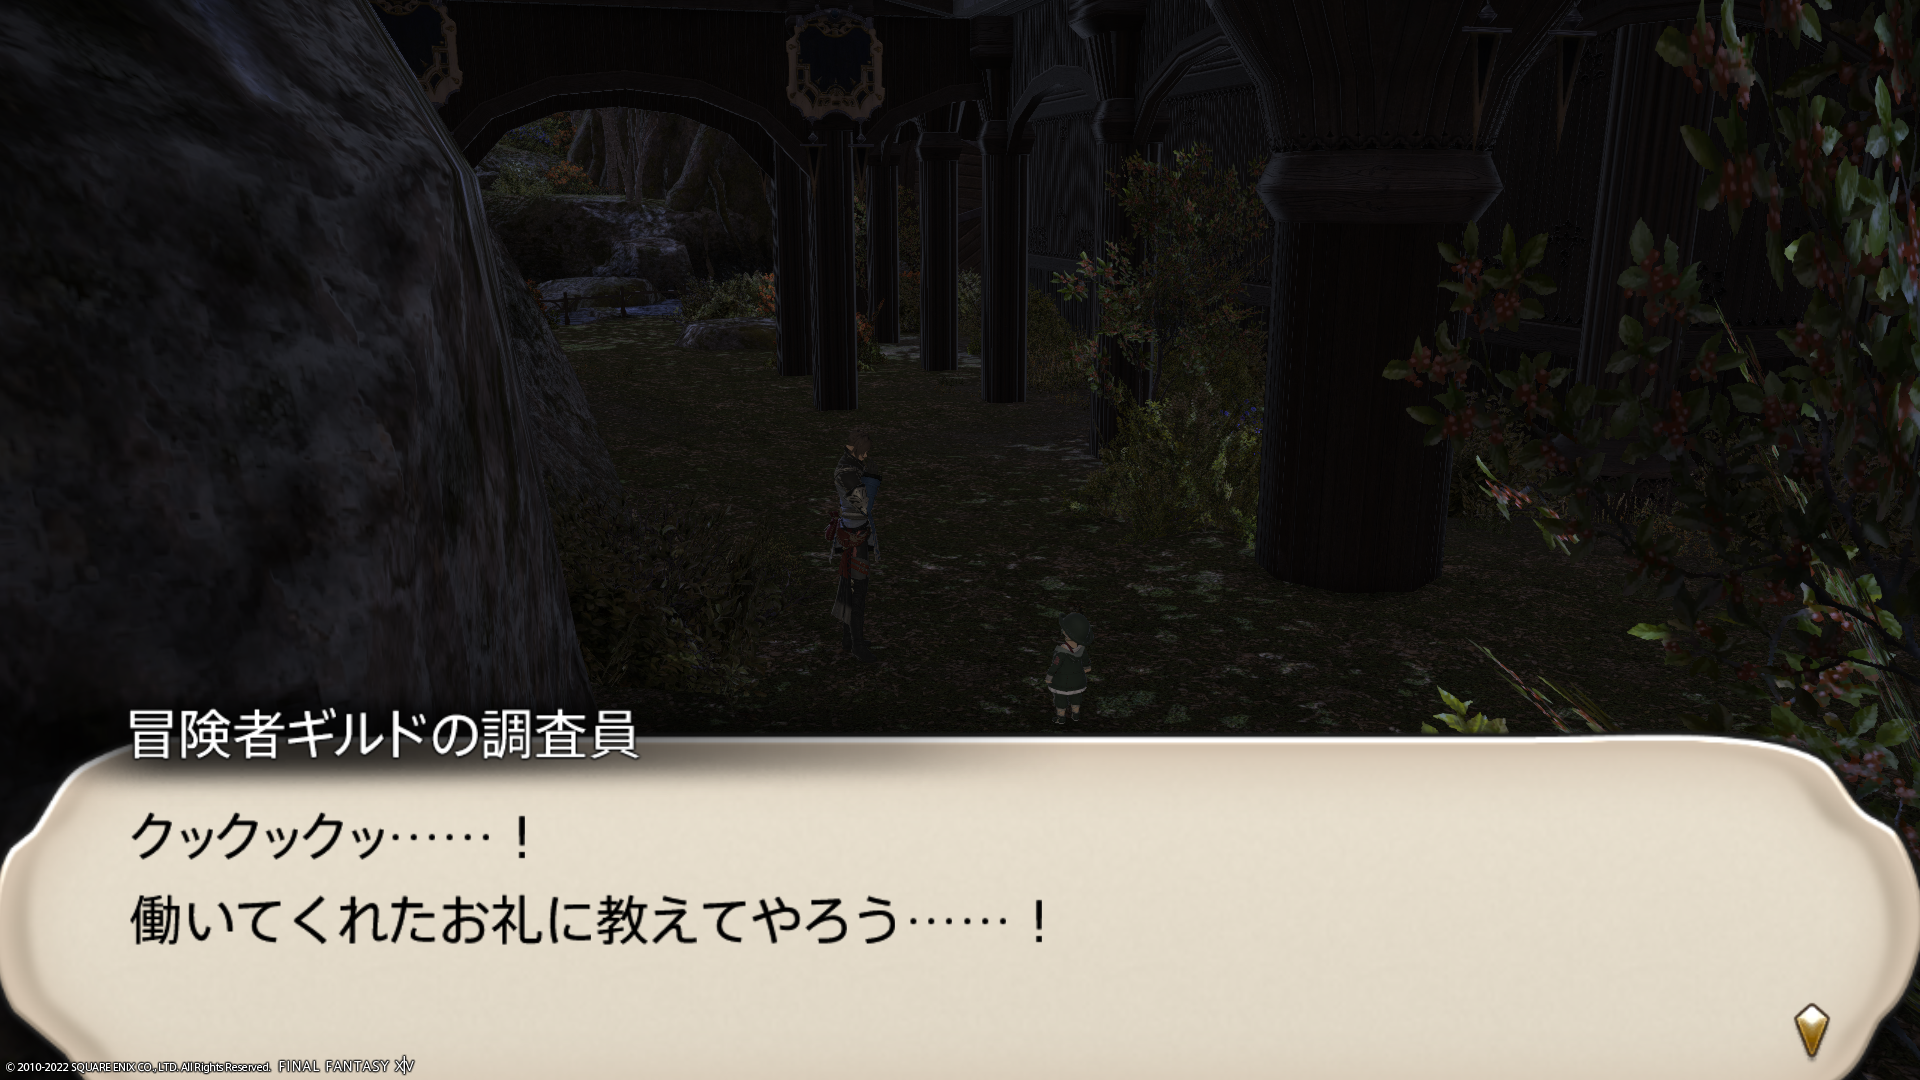 冒険者ギルドの調査員
クックックッ……！
働いてくれたお礼に教えてやろう……！
© 2010-2022 SQUARE ENIX CO., LTD. All Rights Reserved. FINAL FANTASY XIV